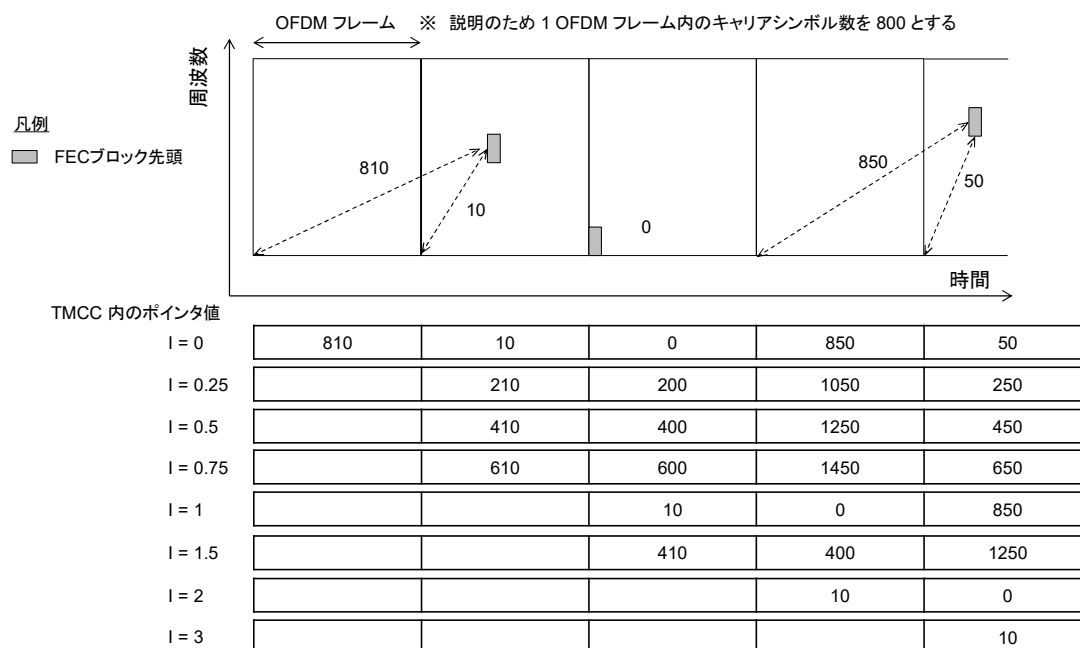 OFDM フレーム ※ 説明のため 1 OFDM フレーム内のキャリアシンボル数を 800 とする
周波数
凡例
FECブロック先頭
810
10
0
850
50
時間
TMCC 内のポインタ値
I = 0 810 10 0 850 50
I = 0.25 210 200 1050 250
I = 0.5 410 400 1250 450
I = 0.75 610 600 1450 650
I = 1 10 0 850
I = 1.5 410 400 1250
I = 2 10 0
I = 3 10